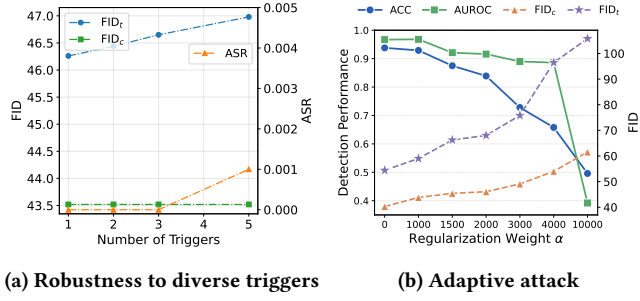 FID_t
FID_c
ASR
FID
47.0
46.5
46.0
45.5
45.0
44.5
44.0
43.5
0.005
0.004
0.003
0.002
0.001
0.000
ASR
1 2 3 4 5
Number of Triggers
(a) Robustness to diverse triggers
ACC AUROC FID_c FID_t
Detection Performance
1.0
0.9
0.8
0.7
0.6
0.5
0.4
100
90
80
70
60
50
40
FID
0 1000 1500 2000 3000 4000 10000
Regularization Weight α
(b) Adaptive attack